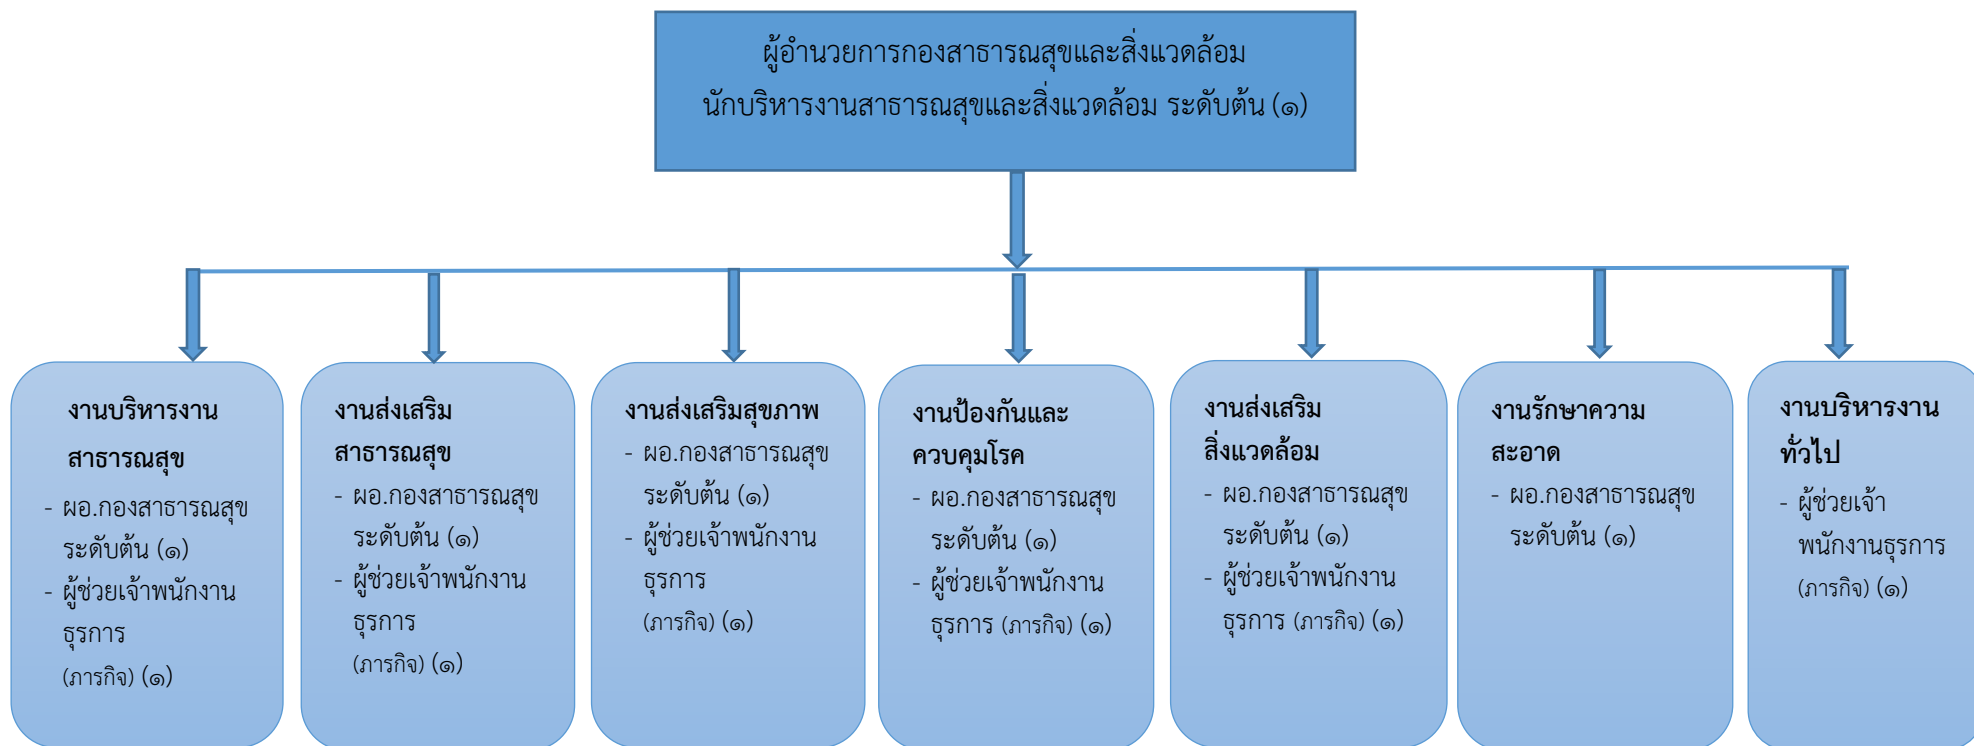 ผู้อำนวยการกองสาธารณสุขและสิ่งแวดล้อม
นักบริหารงานสาธารณสุขและสิ่งแวดล้อม ระดับต้น (๑)
งานบริหารงาน
สาธารณสุข
- ผอ.กองสาธารณสุข
ระดับต้น (๑)
- ผู้ช่วยเจ้าพนักงาน
ธุรการ
(ภารกิจ) (๑)
งานส่งเสริม
สาธารณสุข
- ผอ.กองสาธารณสุข
ระดับต้น (๑)
- ผู้ช่วยเจ้าพนักงาน
ธุรการ
(ภารกิจ) (๑)
งานส่งเสริมสุขภาพ
- ผอ.กองสาธารณสุข
ระดับต้น (๑)
- ผู้ช่วยเจ้าพนักงาน
ธุรการ
(ภารกิจ) (๑)
งานป้องกันและ
ควบคุมโรค
- ผอ.กองสาธารณสุข
ระดับต้น (๑)
- ผู้ช่วยเจ้าพนักงาน
ธุรการ (ภารกิจ) (๑)
งานส่งเสริม
สิ่งแวดล้อม
- ผอ.กองสาธารณสุข
ระดับต้น (๑)
- ผู้ช่วยเจ้าพนักงาน
ธุรการ (ภารกิจ) (๑)
งานรักษาความ
สะอาด
- ผอ.กองสาธารณสุข
ระดับต้น (๑)
งานบริหารงาน
ทั่วไป
- ผู้ช่วยเจ้า
พนักงานธุรการ
(ภารกิจ) (๑)